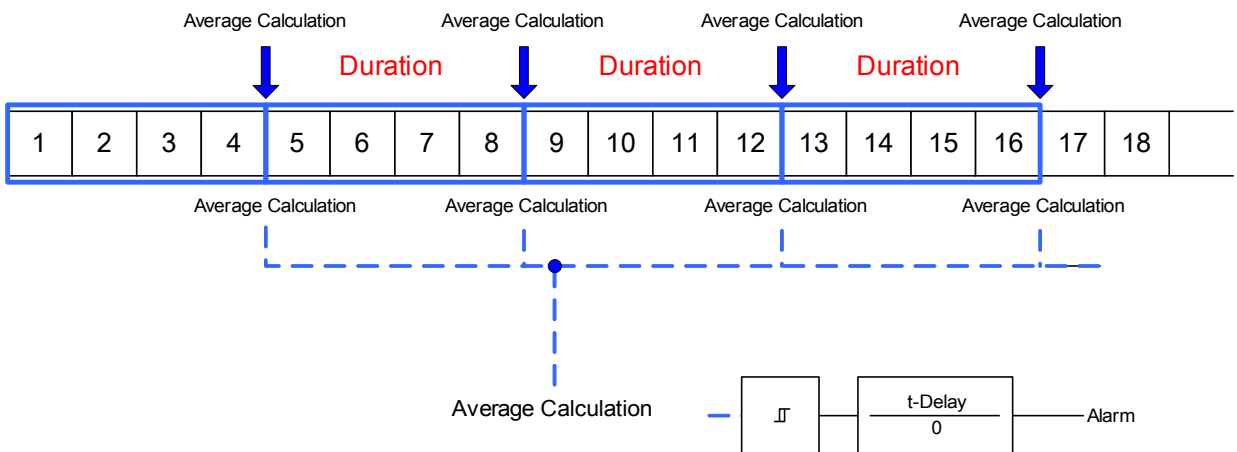 Average Calculation Average Calculation Average Calculation Average Calculation
Duration Duration Duration
1 2 3 4 5 6 7 8 9 10 11 12 13 14 15 16 17 18
Average Calculation Average Calculation Average Calculation Average Calculation
Average Calculation
t-Delay
0
Alarm